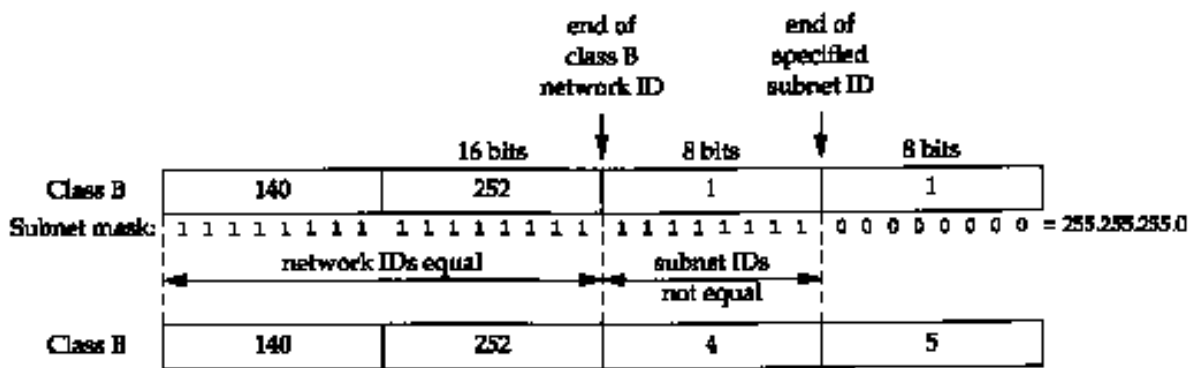 end of
class B
network ID
end of
specified
subnet ID
16 bits 8 bits 8 bits
Class B 140 252 1 1
Subnet mask: 1 1 1 1 1 1 1 1 1 1 1 1 1 1 1 1 1 1 1 1 1 1 1 1 0 0 0 0 0 0 0 0 = 255.255.255.0
network IDs equal subnet IDs
not equal
Class B 140 252 4 5